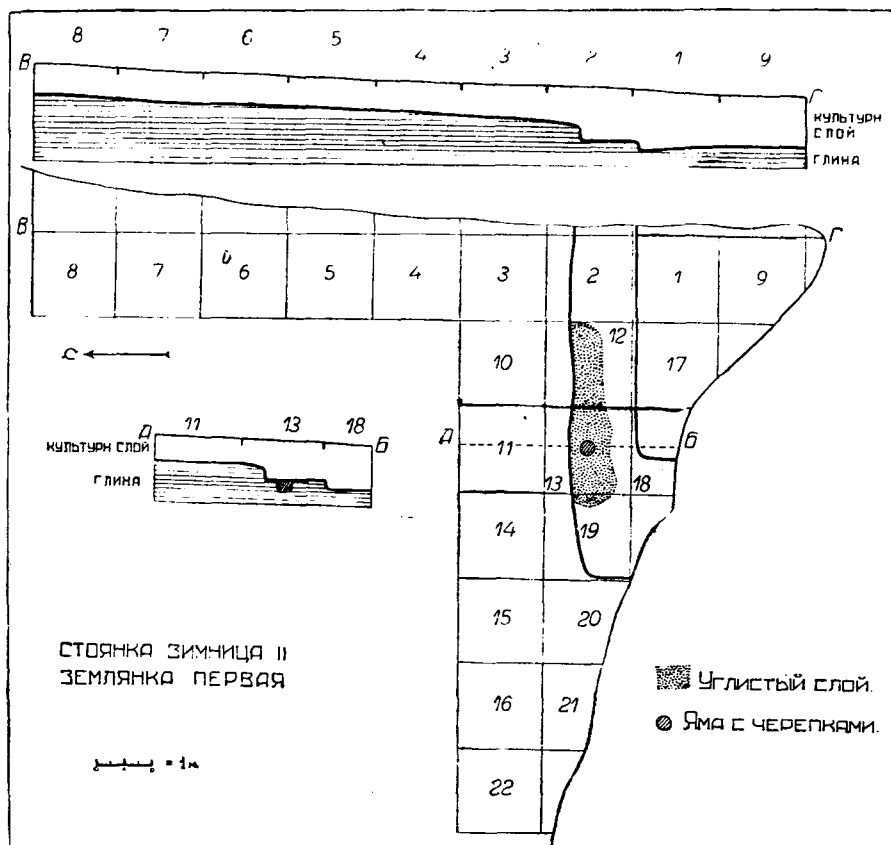 8 7 6 5 4 3 2 1 9
В Г
КУЛЬТУРН
СЛОЙ
ГЛИНА
В Г
8 7 6 5 4 3 2 1 9
10 12 17
С
11 13 18
А Б
КУЛЬТУРН СЛОЙ
ГЛИНА
А 11 Б
13 18
14 19
15 20
16 21
22
СТОЯНКА ЗИМНИЦА II
ЗЕМЛЯНКА ПЕРВАЯ
= 1м
УГЛИСТЫЙ СЛОЙ.
ЯМА С ЧЕРЕПКАМИ.